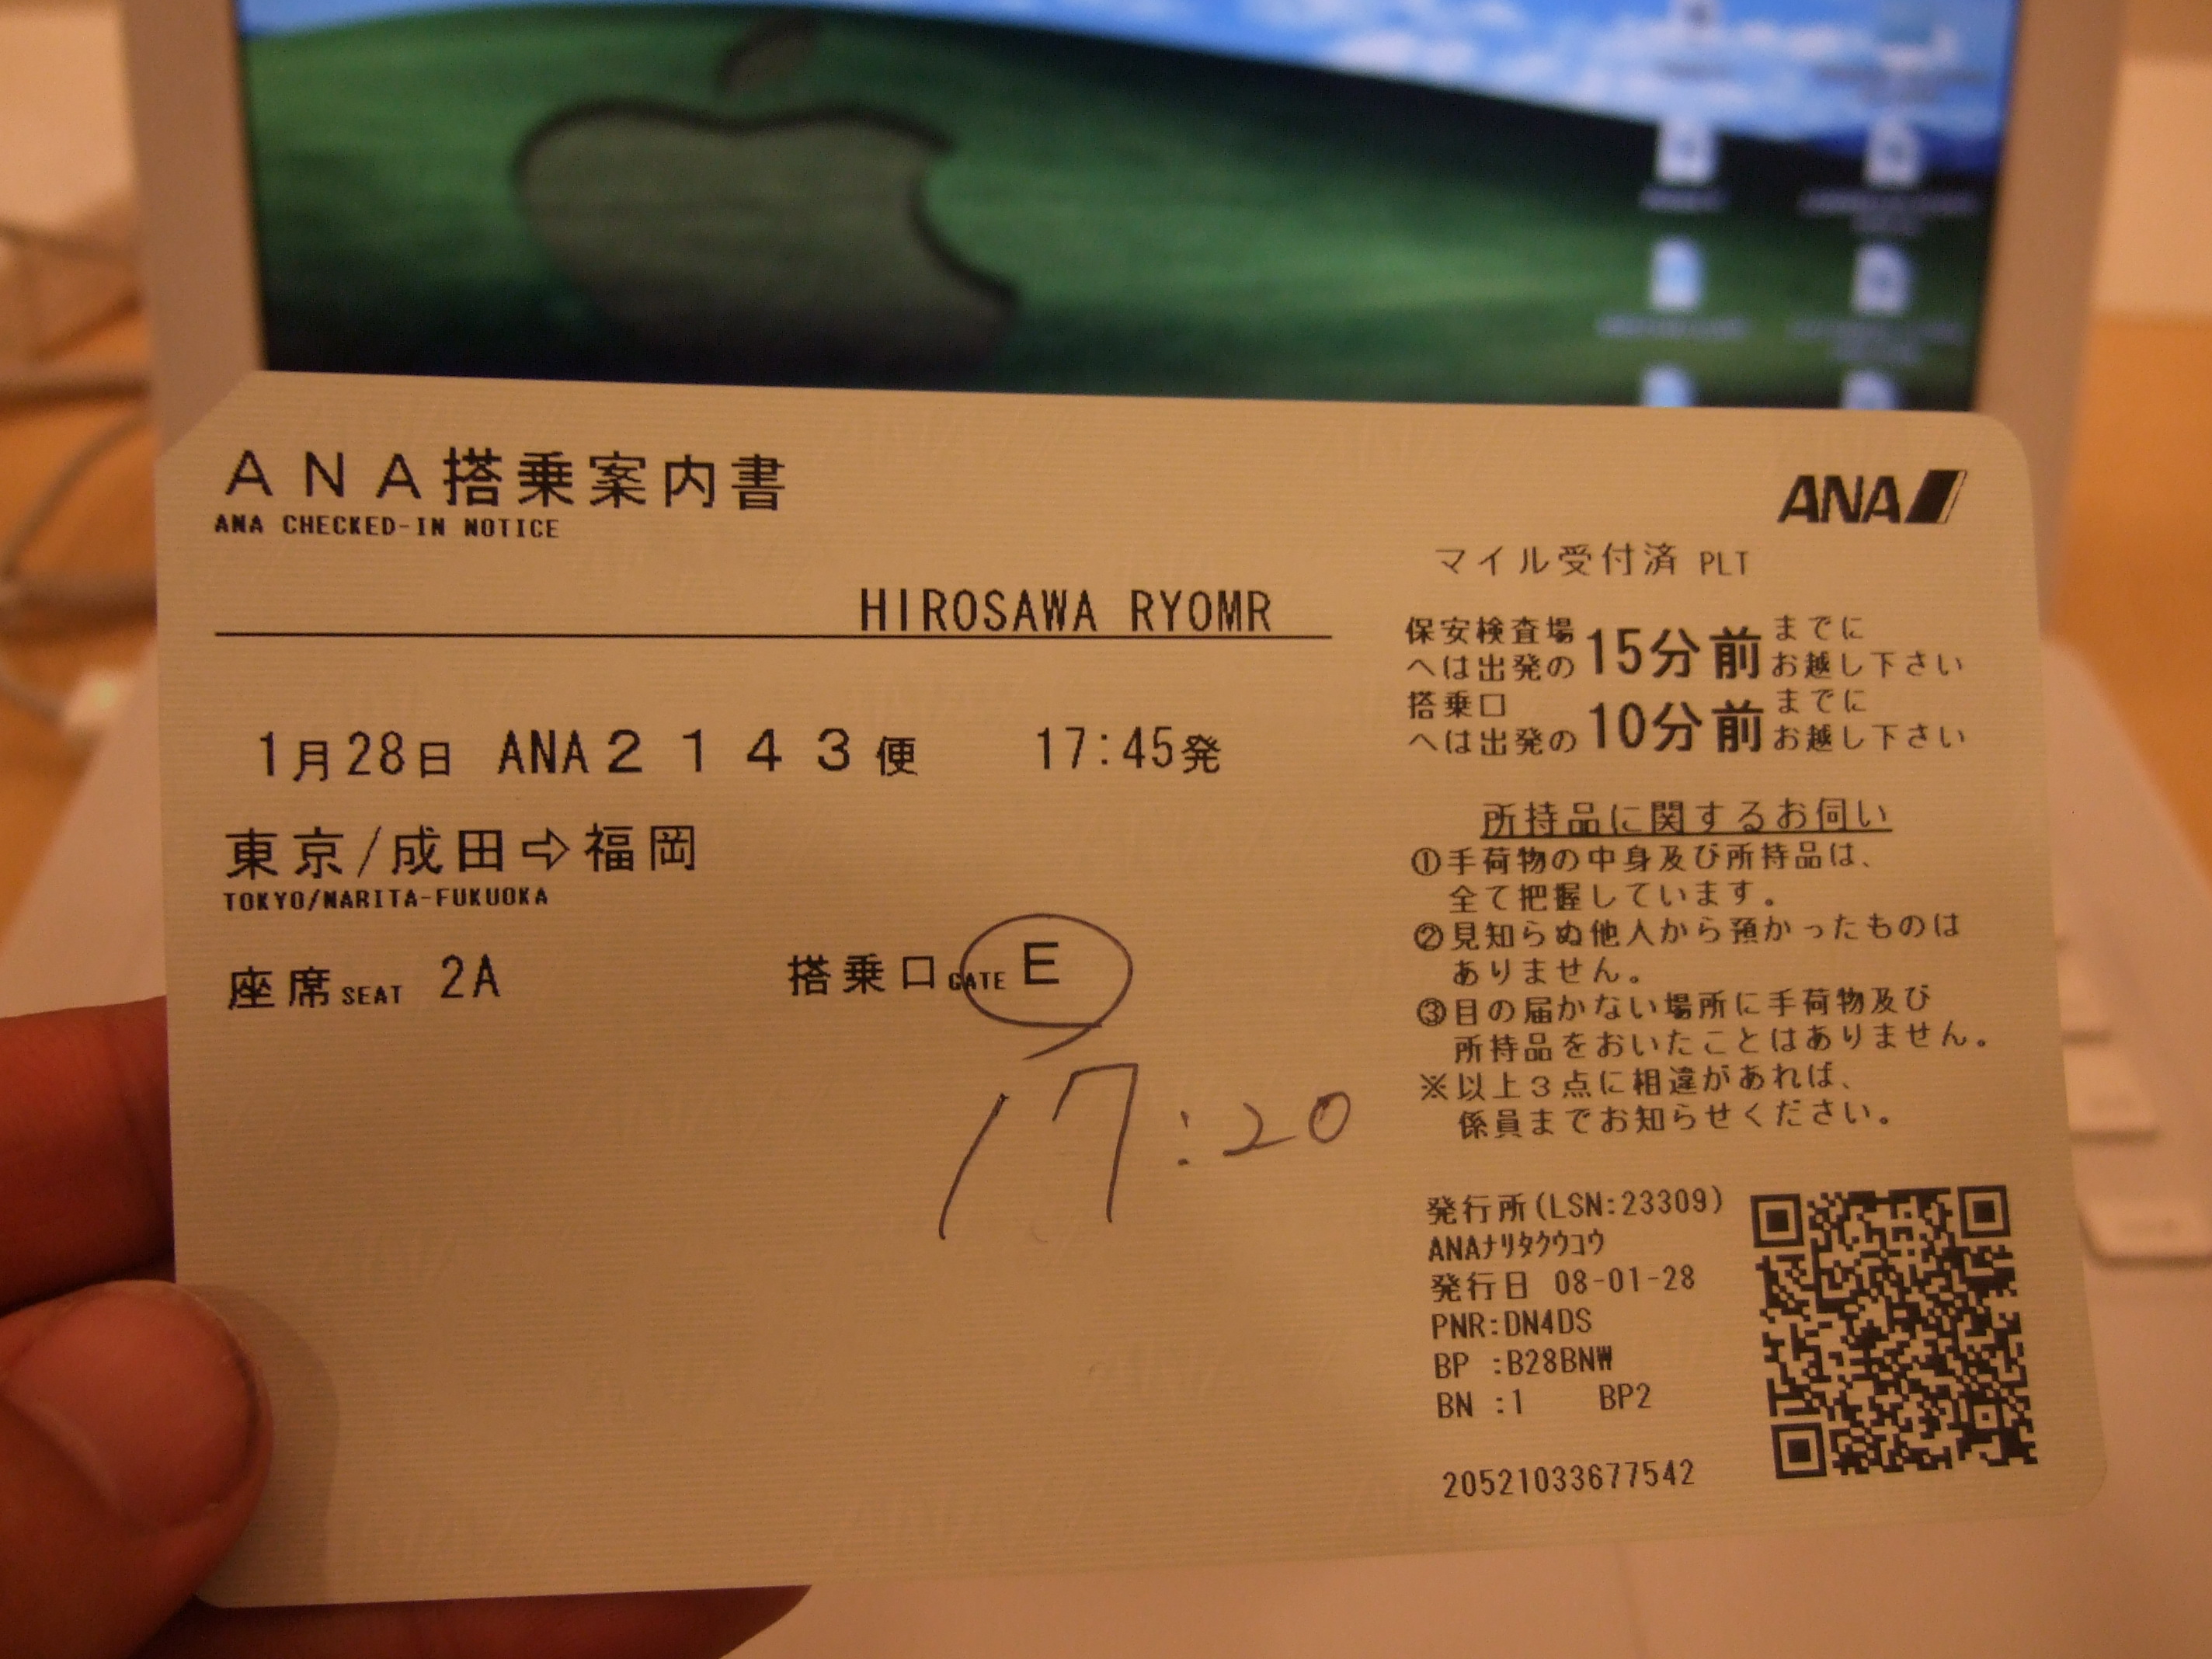 ANA搭乗案内書
ANA CHECKED-IN NOTICE
HIROSAWA RYOMR
1月28日 ANA2143便 17:45発
東京/成田⇨福岡
TOKYO/NARITA-FUKUOKA
座席SEAT 2A 搭乗口GATE E
17:20
ANA
マイル受付済 PLT
保安検査場へは出発の15分前までにお越し下さい
搭乗口へは出発の10分前までにお越し下さい
所持品に関するお伺い
①手荷物の中身及び所持品は、
全て把握しています。
②見知らぬ他人から預かったものは
ありません。
③目の届かない場所に手荷物及び
所持品をおいたことはありません。
※以上3点に相違があれば、
係員までお知らせください。
発行所(LSN:23309)
ANAナリタクウコウ
発行日 08-01-28
PNR:DN4DS
BP :B28BNW
BN :1 BP2
20521033677542